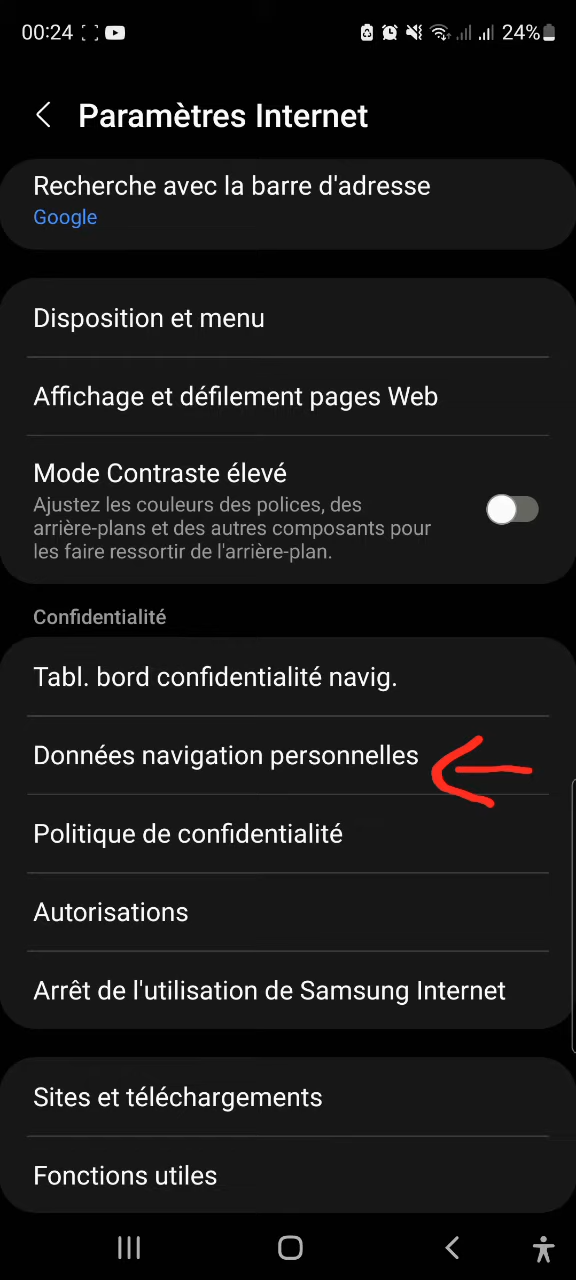 00:24 24%
Paramètres Internet
Recherche avec la barre d'adresse
Google
Disposition et menu
Affichage et défilement pages Web
Mode Contraste élevé
Ajustez les couleurs des polices, des
arrière-plans et des autres composants pour
les faire ressortir de l'arrière-plan.
Confidentialité
Tabl. bord confidentialité navig.
Données navigation personnelles
Politique de confidentialité
Autorisations
Arrêt de l'utilisation de Samsung Internet
Sites et téléchargements
Fonctions utiles